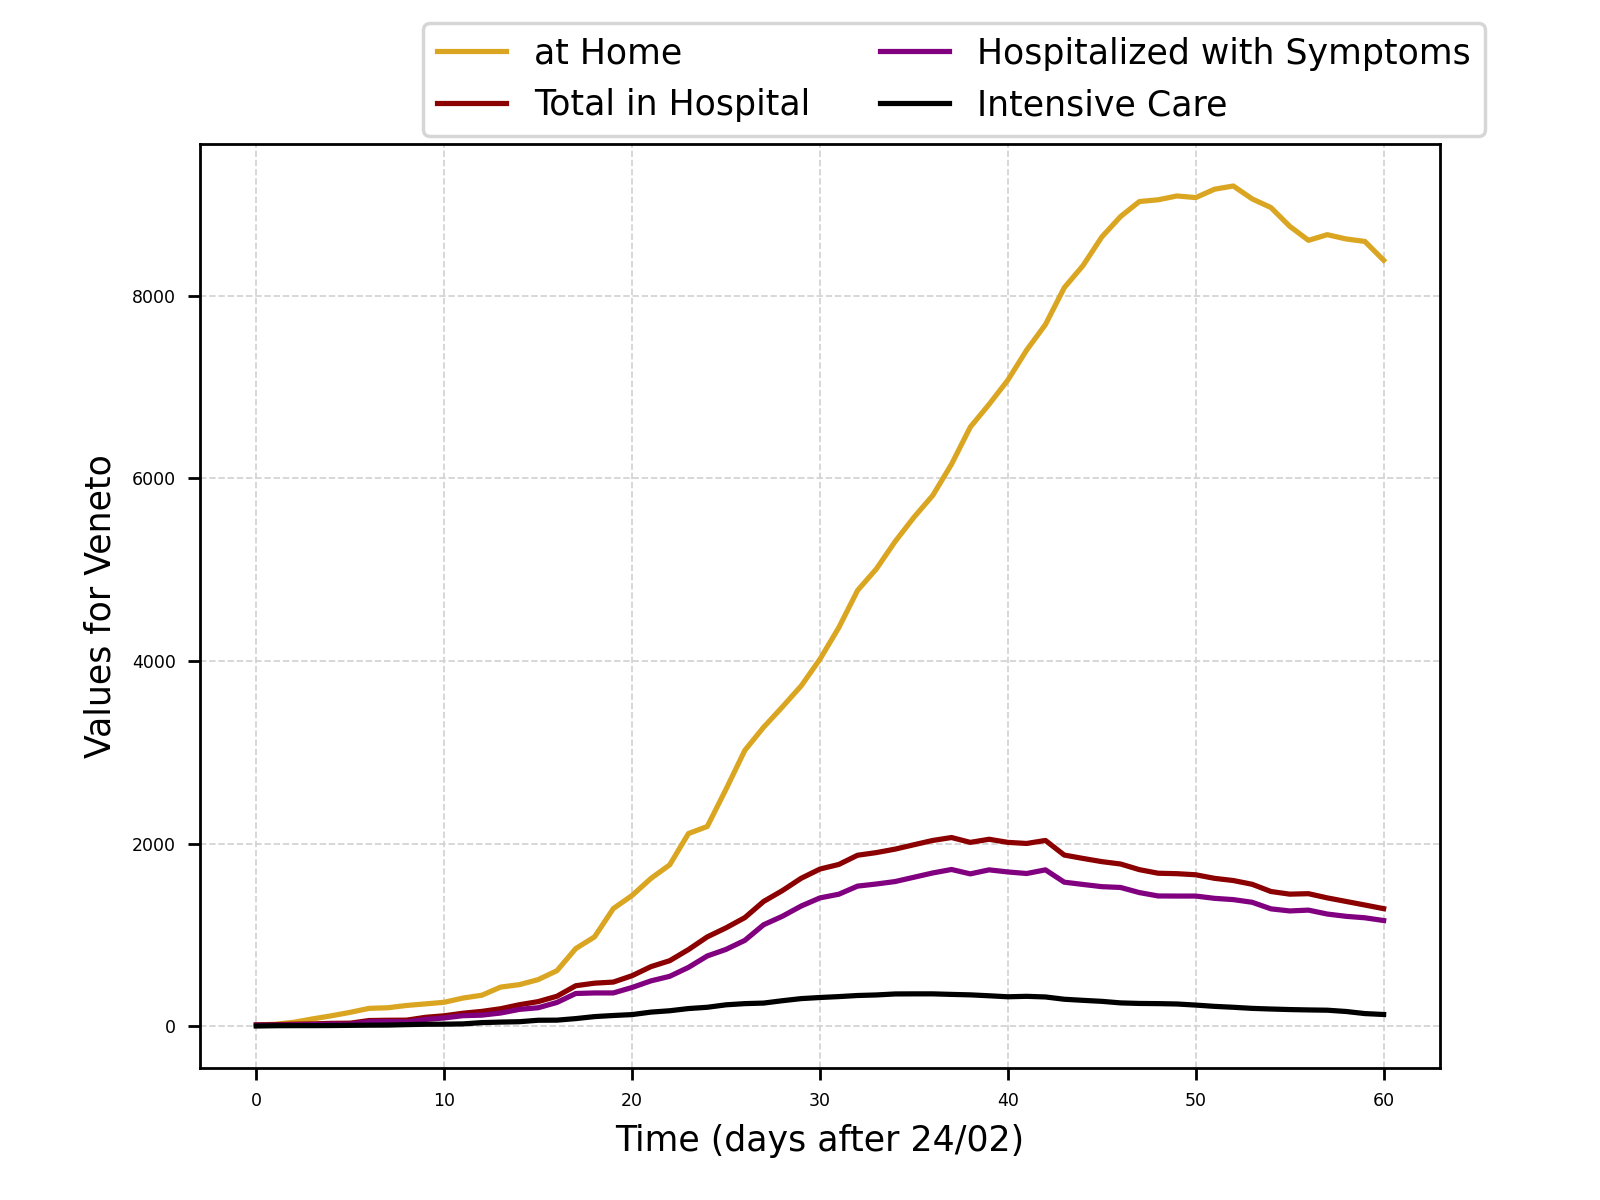 at Home
Total in Hospital
Hospitalized with Symptoms
Intensive Care
Values for Veneto
8000
6000
4000
2000
0
0 10 20 30 40 50 60
Time (days after 24/02)